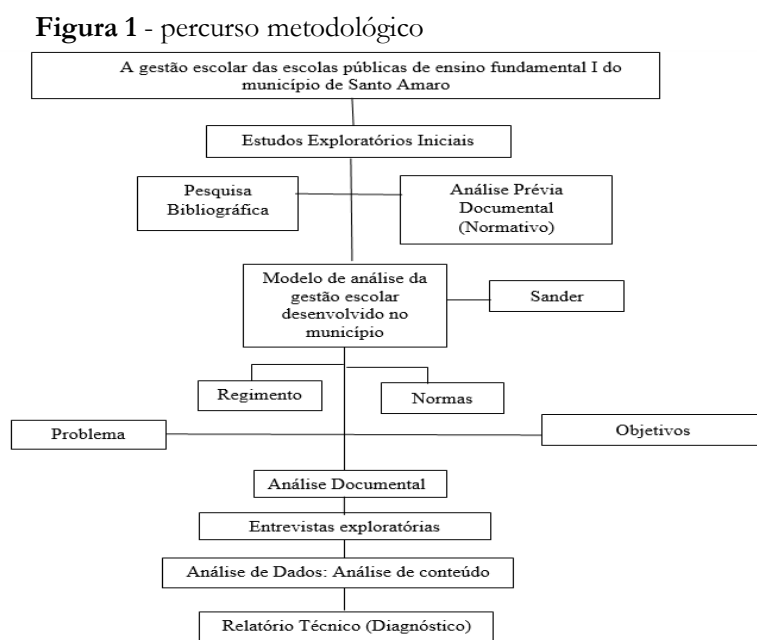 Figura 1 - percurso metodológico
A gestão escolar das escolas públicas de ensino fundamental I do
município de Santo Amaro
Estudos Exploratórios Iniciais
Pesquisa
Bibliográfica
Análise Prévia
Documental
(Normativo)
Modelo de análise da
gestão escolar
desenvolvido no
município
Sander
Regimento
Normas
Problema
Objetivos
Análise Documental
Entrevistas exploratórias
Análise de Dados: Análise de conteúdo
Relatório Técnico (Diagnóstico)